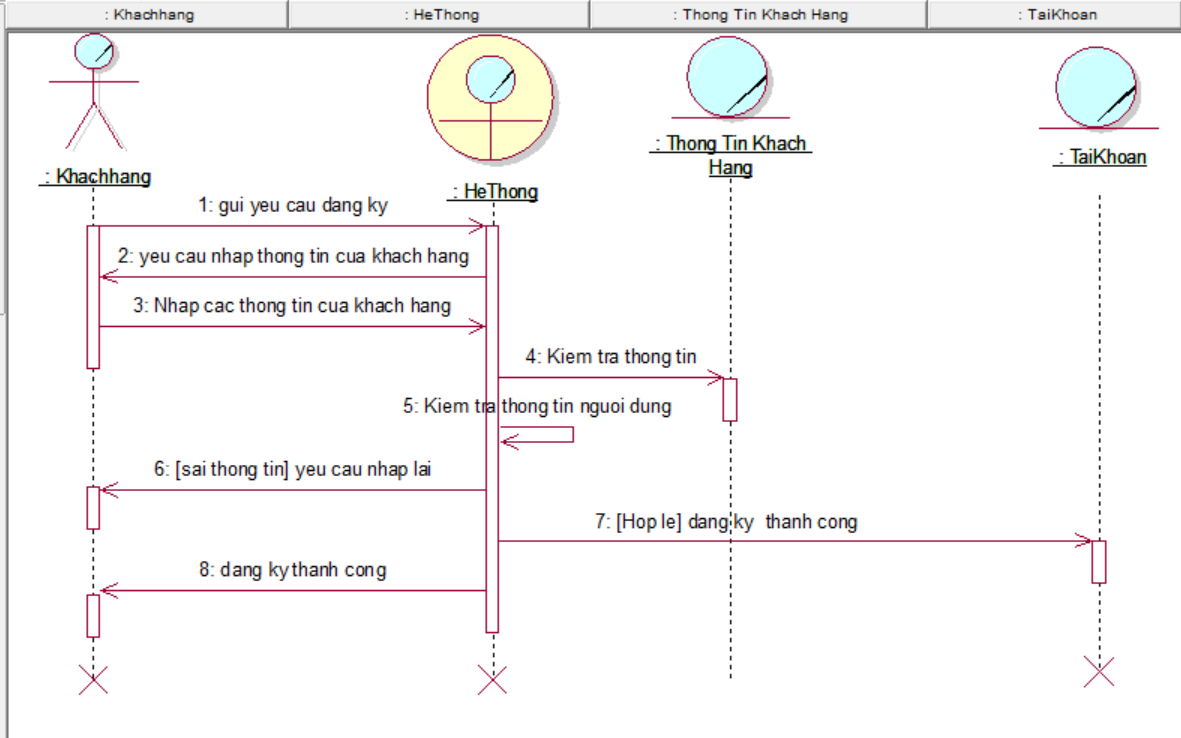 : Khachhang
: HeThong
: Thong Tin Khach Hang
: TaiKhoan
: Khachhang
: HeThong
: Thong Tin Khach
Hang
: TaiKhoan
1: gui yeu cau dang ky
2: yeu cau nhap thong tin cua khach hang
3: Nhap cac thong tin cua khach hang
4: Kiem tra thong tin
5: Kiem tra thong tin nguoi dung
6: [sai thong tin] yeu cau nhap lai
7: [Hop le] dang ky thanh cong
8: dang ky thanh cong